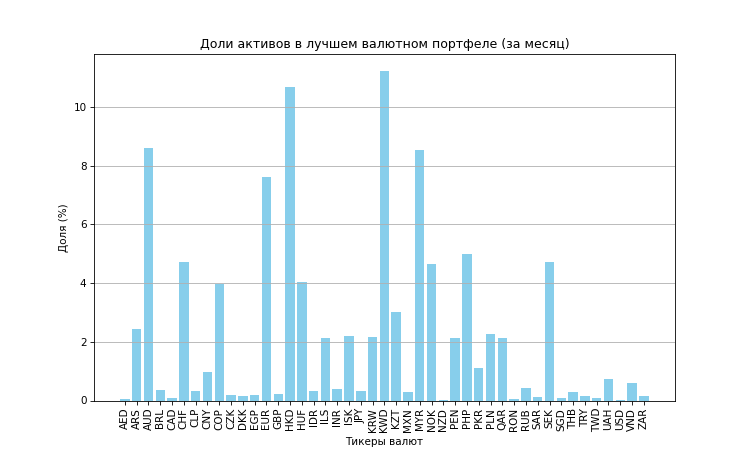 Доли активов в лучшем валютном портфеле (за месяц)
Доля (%)
10
8
6
4
2
0
AED
ARS
AUD
BRL
CAD
CHF
CLP
CNY
COP
CZK
DKK
EGP
EUR
GBP
HKD
HUF
IDR
ILS
INR
ISK
JPY
KRW
KWD
KZT
MXN
MYR
NOK
NZD
PEN
PHP
PKR
PLN
QAR
RON
RUB
SAR
SEK
SGD
THB
TRY
TWD
UAH
USD
VND
ZAR
Тикеры валют